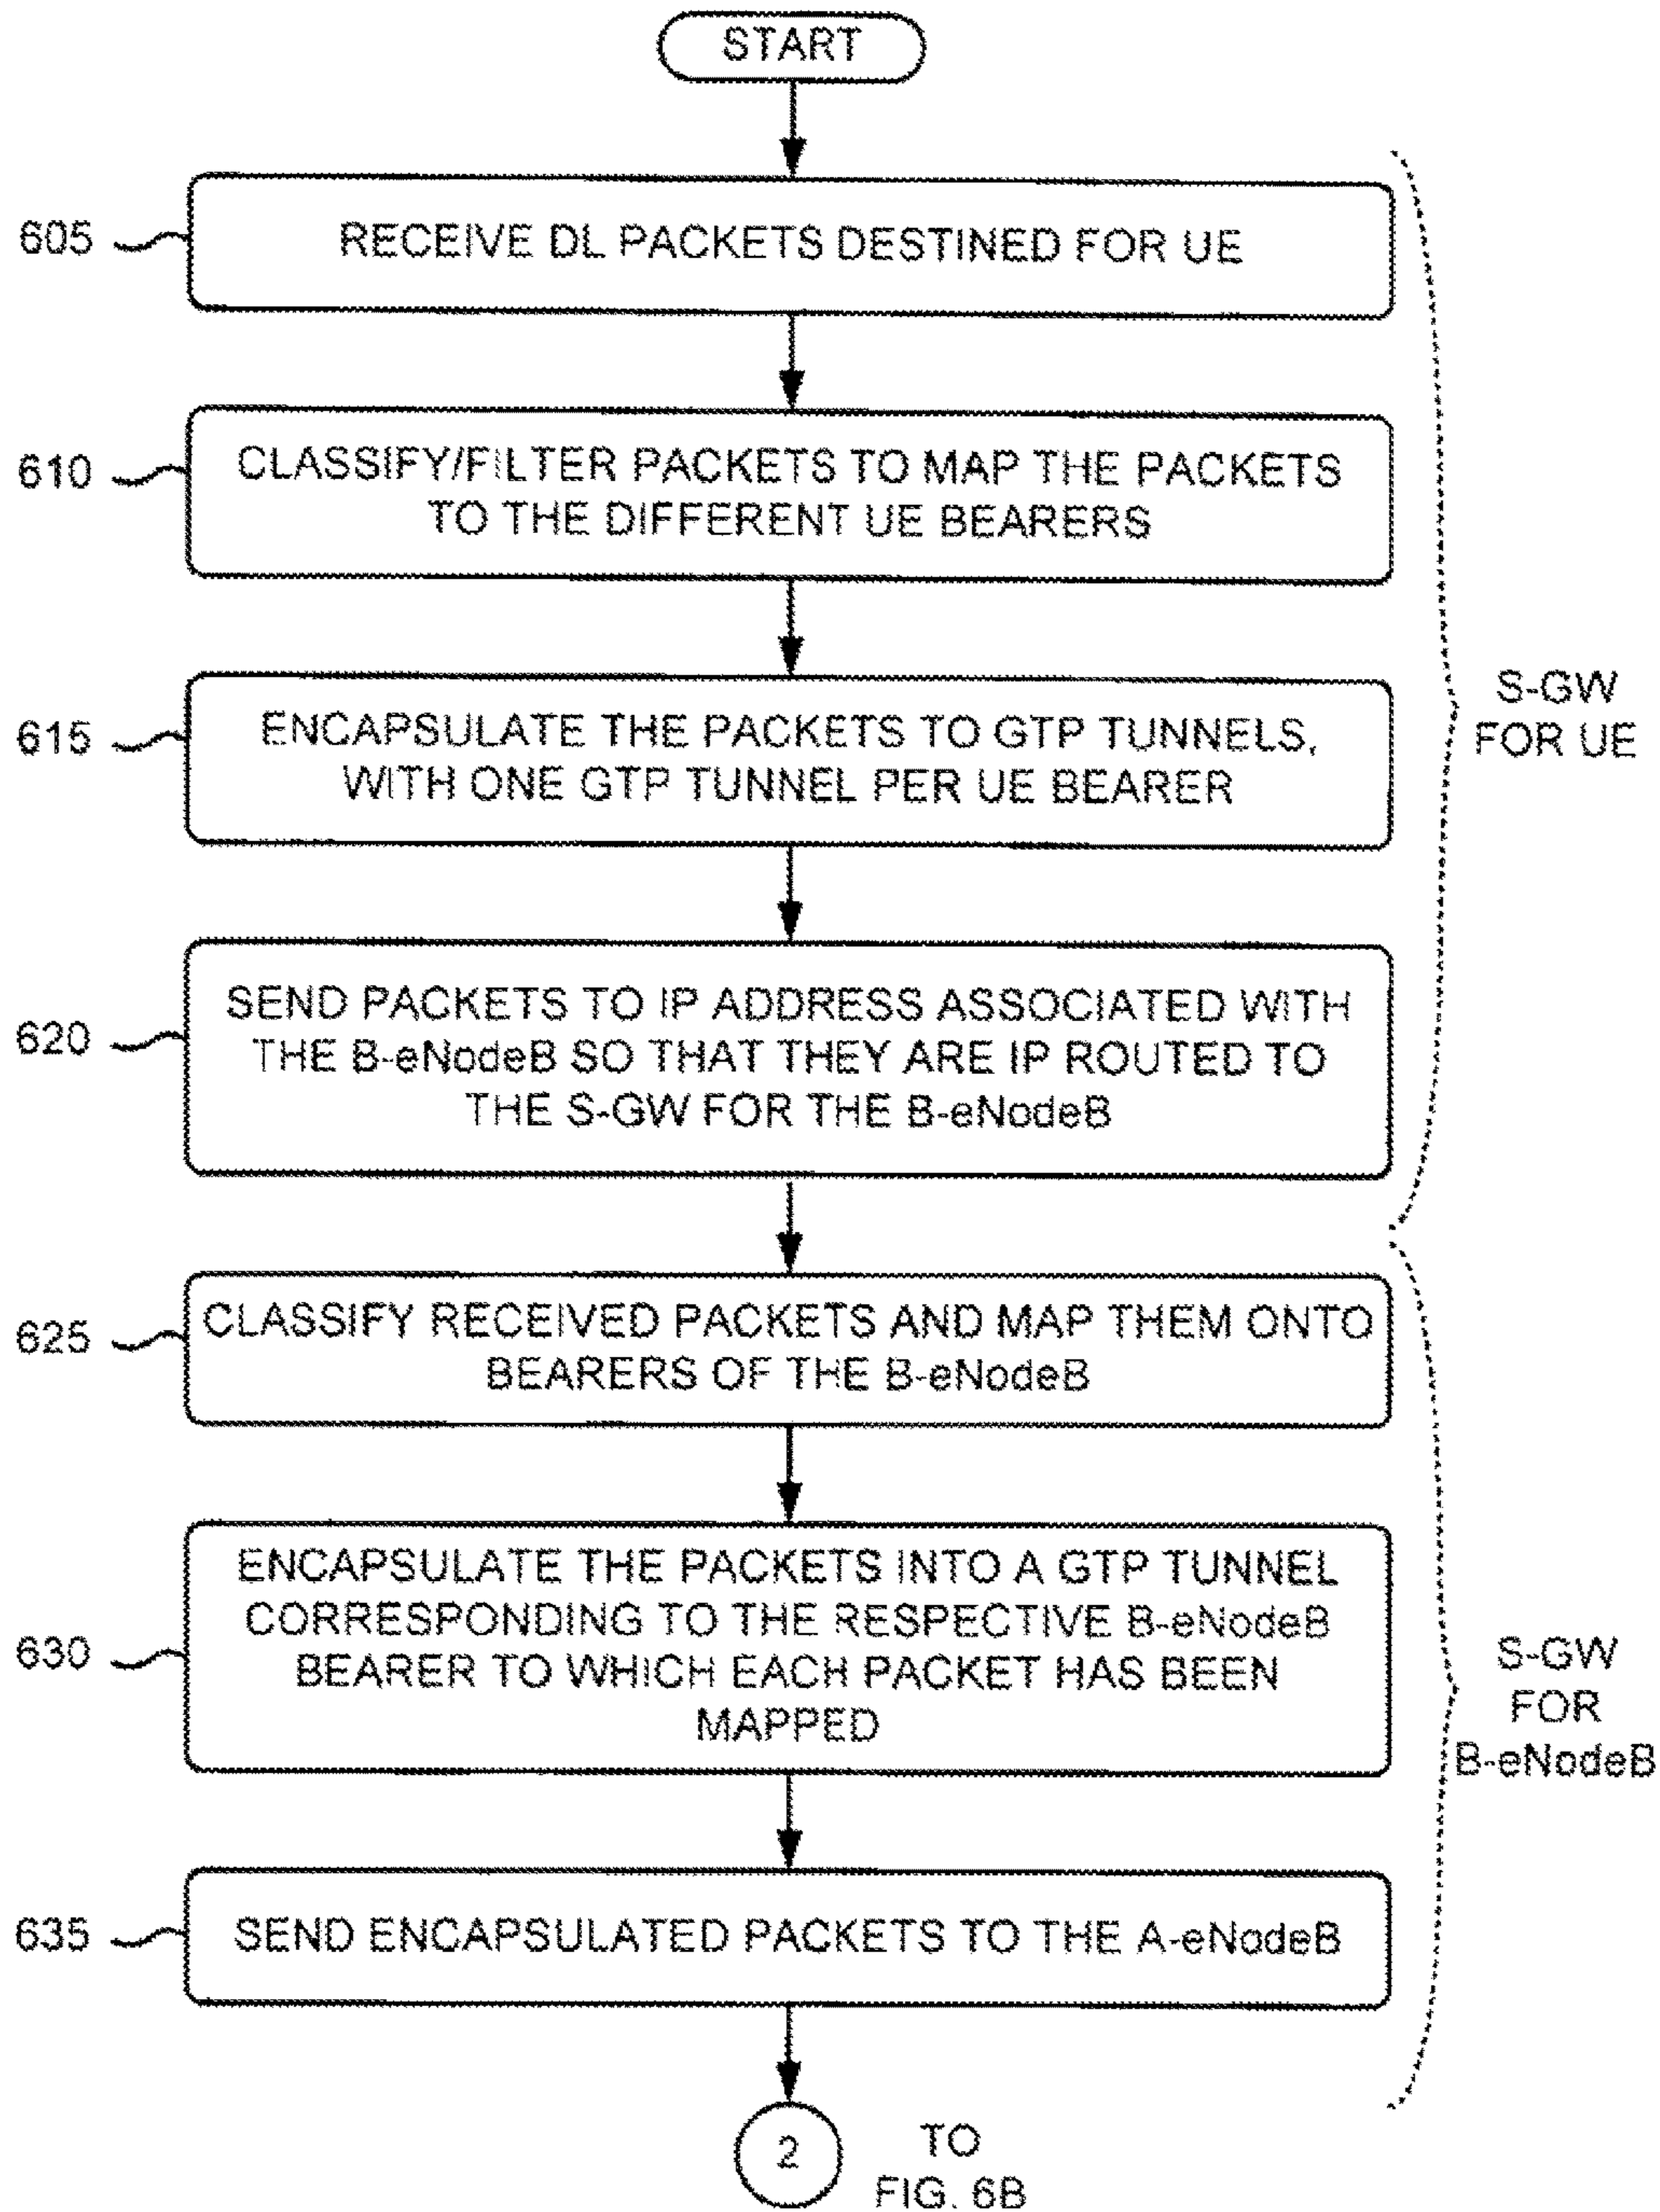 START
605
RECEIVE DL PACKETS DESTINED FOR UE
610
CLASSIFY/FILTER PACKETS TO MAP THE PACKETS
TO THE DIFFERENT UE BEARERS
615
ENCAPSULATE THE PACKETS TO GTP TUNNELS,
WITH ONE GTP TUNNEL PER UE BEARER
S-GW
FOR UE
620
SEND PACKETS TO IP ADDRESS ASSOCIATED WITH
THE B-eNodeB SO THAT THEY ARE IP ROUTED TO
THE S-GW FOR THE B-eNodeB
625
CLASSIFY RECEIVED PACKETS AND MAP THEM ONTO
BEARERS OF THE B-eNodeB
630
ENCAPSULATE THE PACKETS INTO A GTP TUNNEL
CORRESPONDING TO THE RESPECTIVE B-eNodeB
BEARER TO WHICH EACH PACKET HAS BEEN
MAPPED
S-GW
FOR
B-eNodeB
635
SEND ENCAPSULATED PACKETS TO THE A-eNodeB
2
TO
FIG. 6B